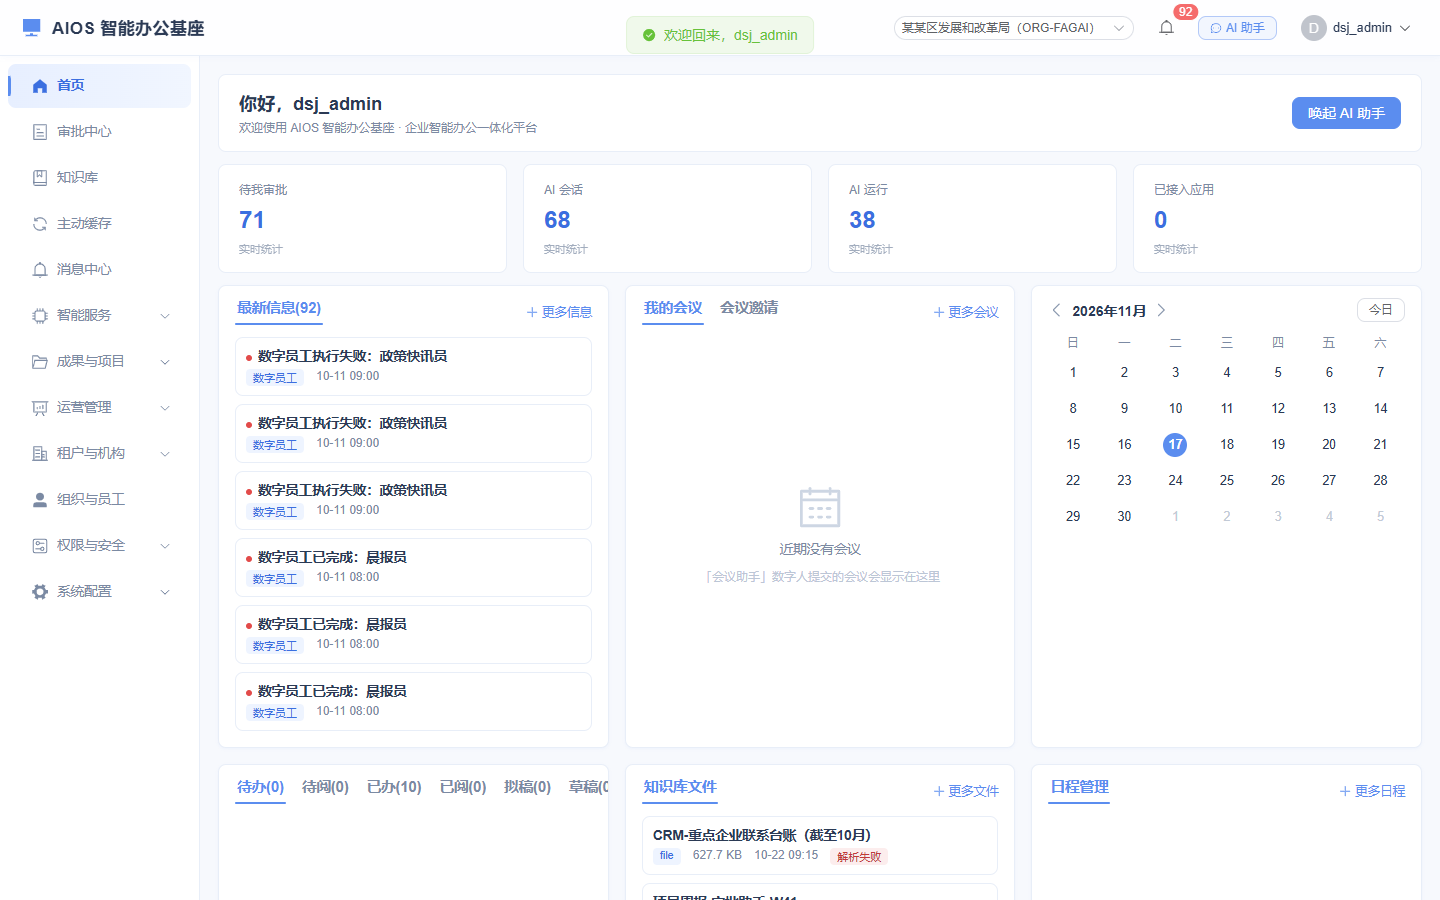 AIOS 智能办公基座
欢迎回来，dsj_admin
某某区发展和改革局（ORG-FAGAI）
92
AI 助手
D
dsj_admin
首页
审批中心
知识库
主动缓存
消息中心
智能服务
成果与项目
运营管理
租户与机构
组织与员工
权限与安全
系统配置
你好，dsj_admin
欢迎使用 AIOS 智能办公基座 · 企业智能办公一体化平台
唤起 AI 助手
待我审批
71
实时统计
AI 会话
68
实时统计
AI 运行
38
实时统计
已接入应用
0
实时统计
最新信息(92)
更多信息
数字员工执行失败：政策快讯员
数字员工 10-11 09:00
数字员工执行失败：政策快讯员
数字员工 10-11 09:00
数字员工执行失败：政策快讯员
数字员工 10-11 09:00
数字员工已完成：晨报员
数字员工 10-11 08:00
数字员工已完成：晨报员
数字员工 10-11 08:00
数字员工已完成：晨报员
数字员工 10-11 08:00
我的会议 会议邀请
更多会议
近期没有会议
「会议助手」数字人提交的会议会显示在这里
2026年11月
今日
日 一 二 三 四 五 六
1 2 3 4 5 6 7
8 9 10 11 12 13 14
15 16 17 18 19 20 21
22 23 24 25 26 27 28
29 30 1 2 3 4 5
待办(0) 待阅(0) 已办(10) 已阅(0) 拟稿(0) 草稿(0
知识库文件
更多文件
CRM-重点企业联系台账（截至10月）
file 627.7 KB 10-22 09:15 解析失败
日程管理
更多日程